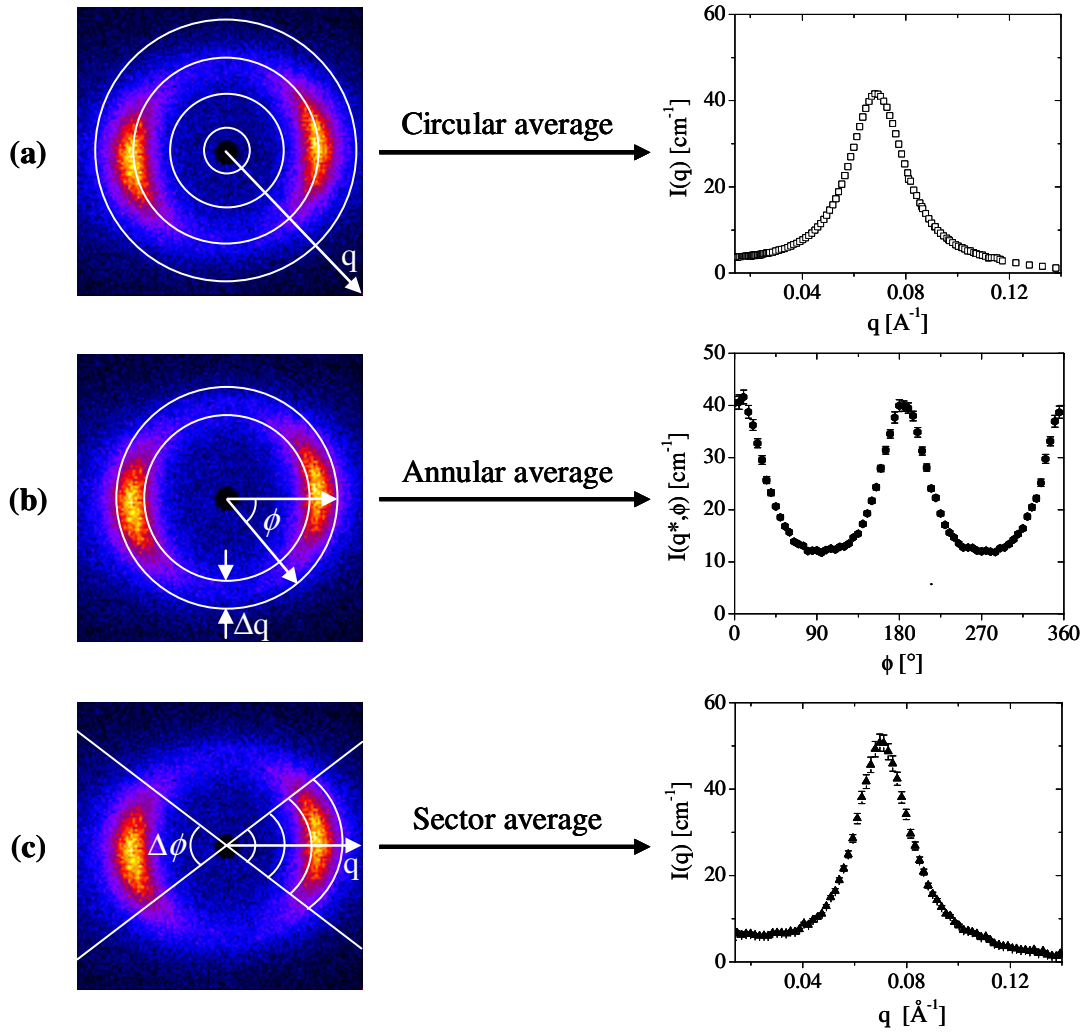 (a)
q
Circular average
60
40
20
0
I(q) [cm⁻¹]
0.04 0.08 0.12
q [A⁻¹]
(b)
ϕ
Δq
Annular average
50
40
30
20
10
0
I(q*,ϕ) [cm⁻¹]
0 90 180 270 360
ϕ [°]
(c)
Δϕ
q
Sector average
60
40
20
0
I(q) [cm⁻¹]
0.04 0.08 0.12
q [Å⁻¹]